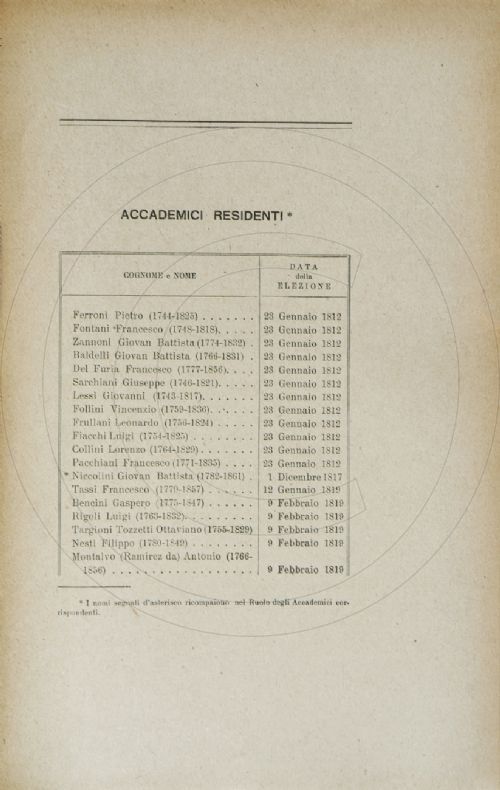 ACCADEMICI RESIDENTI *
COGNOME e NOME
DATA
della
ELEZIONE
Ferroni Pietro (1744-1825) . . . . . . . 23 Gennaio 1812
Fontani Francesco (1748-1818). . . . . 23 Gennaio 1812
Zannoni Giovan Battista (1774-1832) . 23 Gennaio 1812
Baldelli Giovan Battista (1766-1831) . 23 Gennaio 1812
Del Furia Francesco (1777-1856). . . . 23 Gennaio 1812
Sarchiani Giuseppe (1746-1821). . . . . 23 Gennaio 1812
Lessi Giovanni (1743-1817). . . . . . . 23 Gennaio 1812
Follini Vincenzio (1759-1836). . . . . . 23 Gennaio 1812
Frullani Leonardo (1756-1824) . . . . . 23 Gennaio 1812
Fiacchi Luigi (1754-1825) . . . . . . . . 23 Gennaio 1812
Collini Lorenzo (1764-1829). . . . . . . 23 Gennaio 1812
Pacchiani Francesco (1771-1835) . . . . 23 Gennaio 1812
* Niccolini Giovan Battista (1782-1861) . 1 Dicembre 1817
Tassi Francesco (1779-1857) . . . . . . 12 Gennaio 1819
Bencini Gaspero (1775-1847) . . . . . . 9 Febbraio 1819
Rigoli Luigi (1763-1832). . . . . . . . . 9 Febbraio 1819
Targioni Tozzetti Ottaviano (1755-1829) 9 Febbraio 1819
Nesti Filippo (1780-1849) . . . . . . . . 9 Febbraio 1819
Montalvo (Ramirez da) Antonio (1766-
1856) . . . . . . . . . . . . . . . . . . 9 Febbraio 1819
* I nomi segnati d'asterisco ricompaiono nel Ruolo degli Accademici cor-
rispondenti.